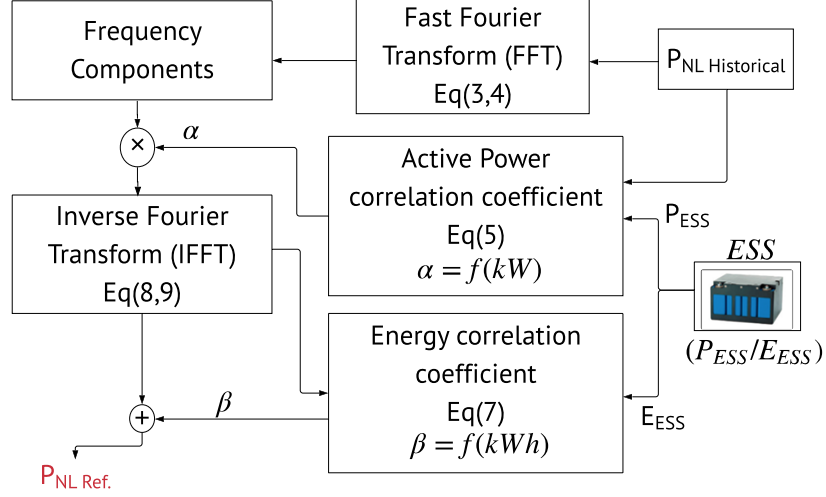 Frequency
Components
Fast Fourier
Transform (FFT)
Eq(3,4)
P_NL Historical
×
α
Active Power
correlation coefficient
Eq(5)
α = f(kW)
P_ESS
ESS
(P_ESS/E_ESS)
Inverse Fourier
Transform (IFFT)
Eq(8,9)
Energy correlation
coefficient
Eq(7)
β = f(kWh)
E_ESS
β
+
P_NL Ref.